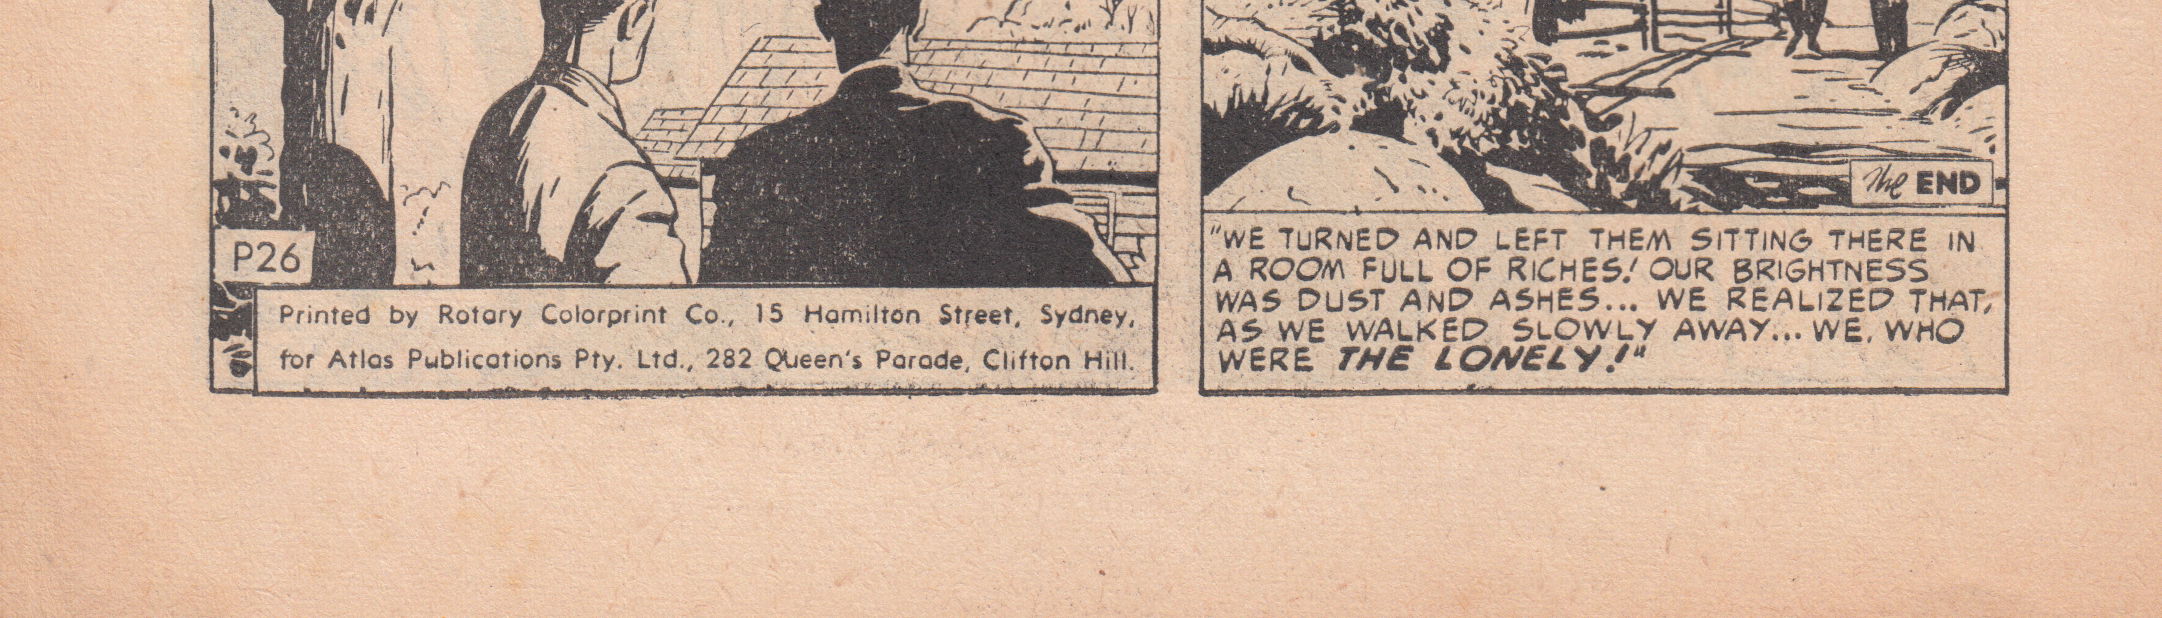 P26
Printed by Rotary Colorprint Co., 15 Hamilton Street, Sydney,
for Atlas Publications Pty. Ltd., 282 Queen's Parade, Clifton Hill.
The END
"WE TURNED AND LEFT THEM SITTING THERE IN
A ROOM FULL OF RICHES! OUR BRIGHTNESS
WAS DUST AND ASHES... WE REALIZED THAT,
AS WE WALKED SLOWLY AWAY... WE, WHO
WERE THE LONELY!"